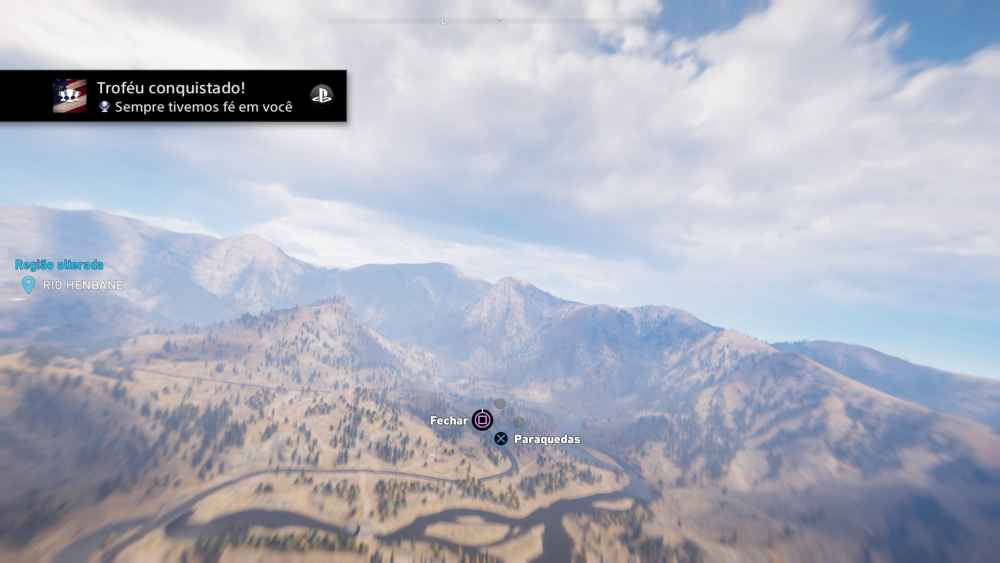 L
Troféu conquistado!
Sempre tivemos fé em você
Região alterada
RIO HENBANE
Fechar
Paraquedas